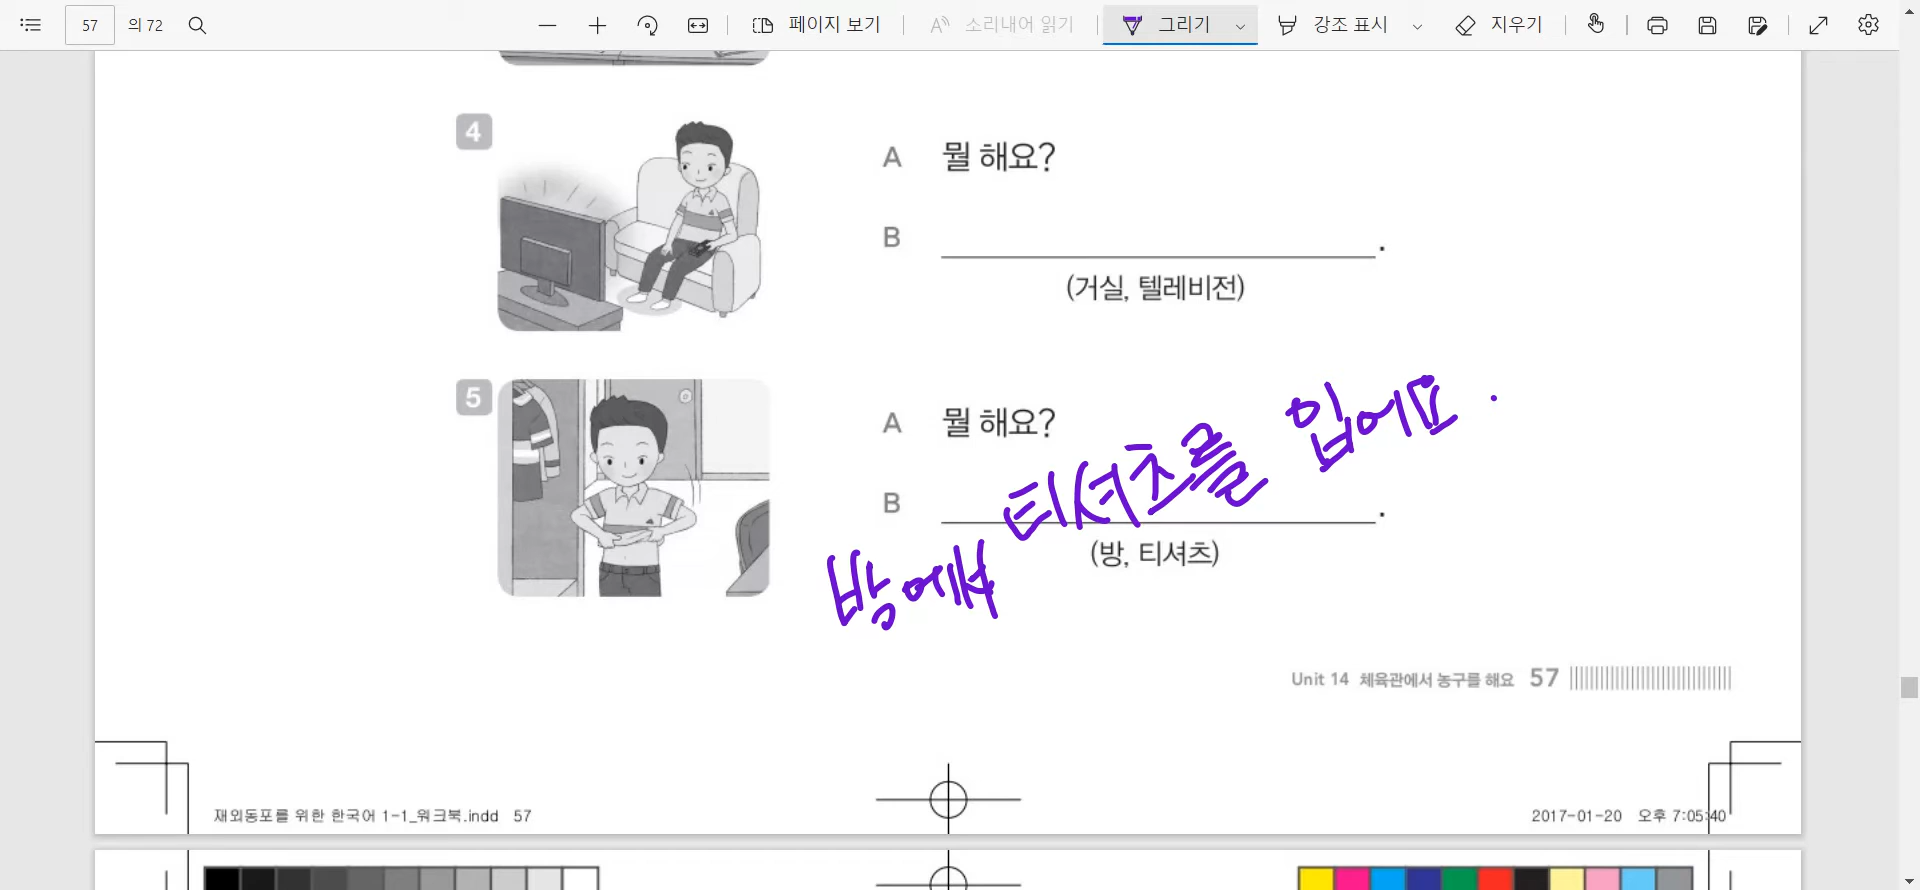 57 의 72 페이지 보기 소리내어 읽기 그리기 강조 표시 지우기
4
A 뭘 해요?
B .
(거실, 텔레비전)
5
A 뭘 해요?
B 방에서 티셔츠를 입어요.
.
(방, 티셔츠)
Unit 14 체육관에서 농구를 해요 57
재외동포를 위한 한국어 1-1_워크북.indd 57
2017-01-20 오후 7:05:40